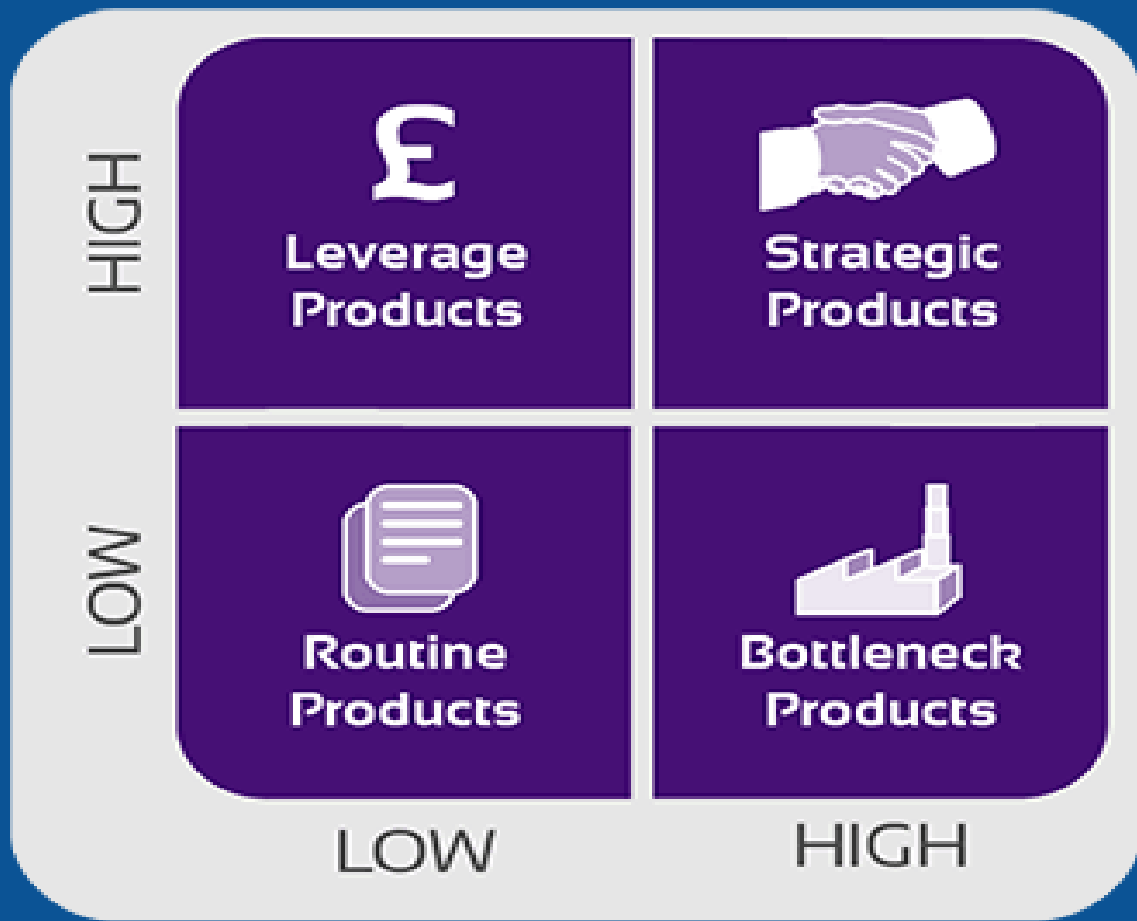 HIGH
£
Leverage
Products
Strategic
Products
LOW
Routine
Products
Bottleneck
Products
LOW
HIGH